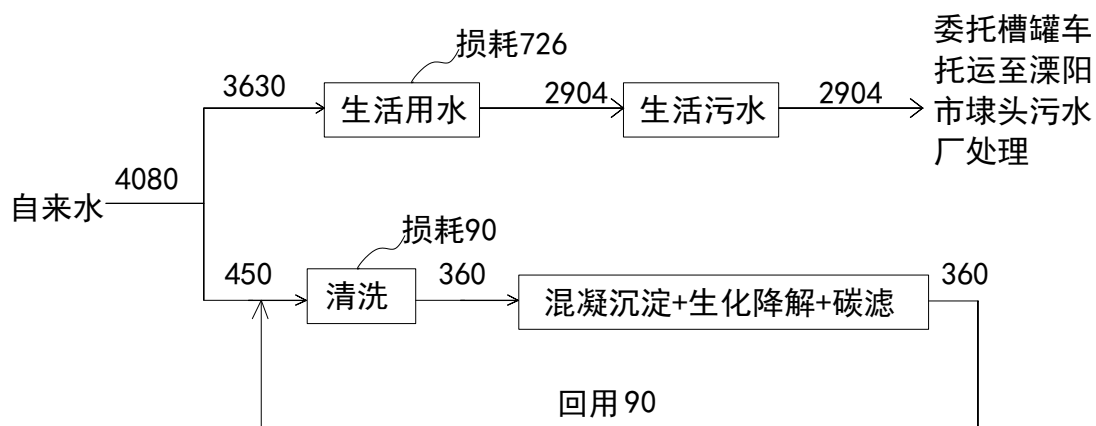 损耗726
委托槽罐车
托运至溧阳
市埭头污水
厂处理
3630
生活用水
2904
生活污水
2904
4080
自来水
损耗90
450
清洗
360
混凝沉淀+生化降解+碳滤
360
回用90